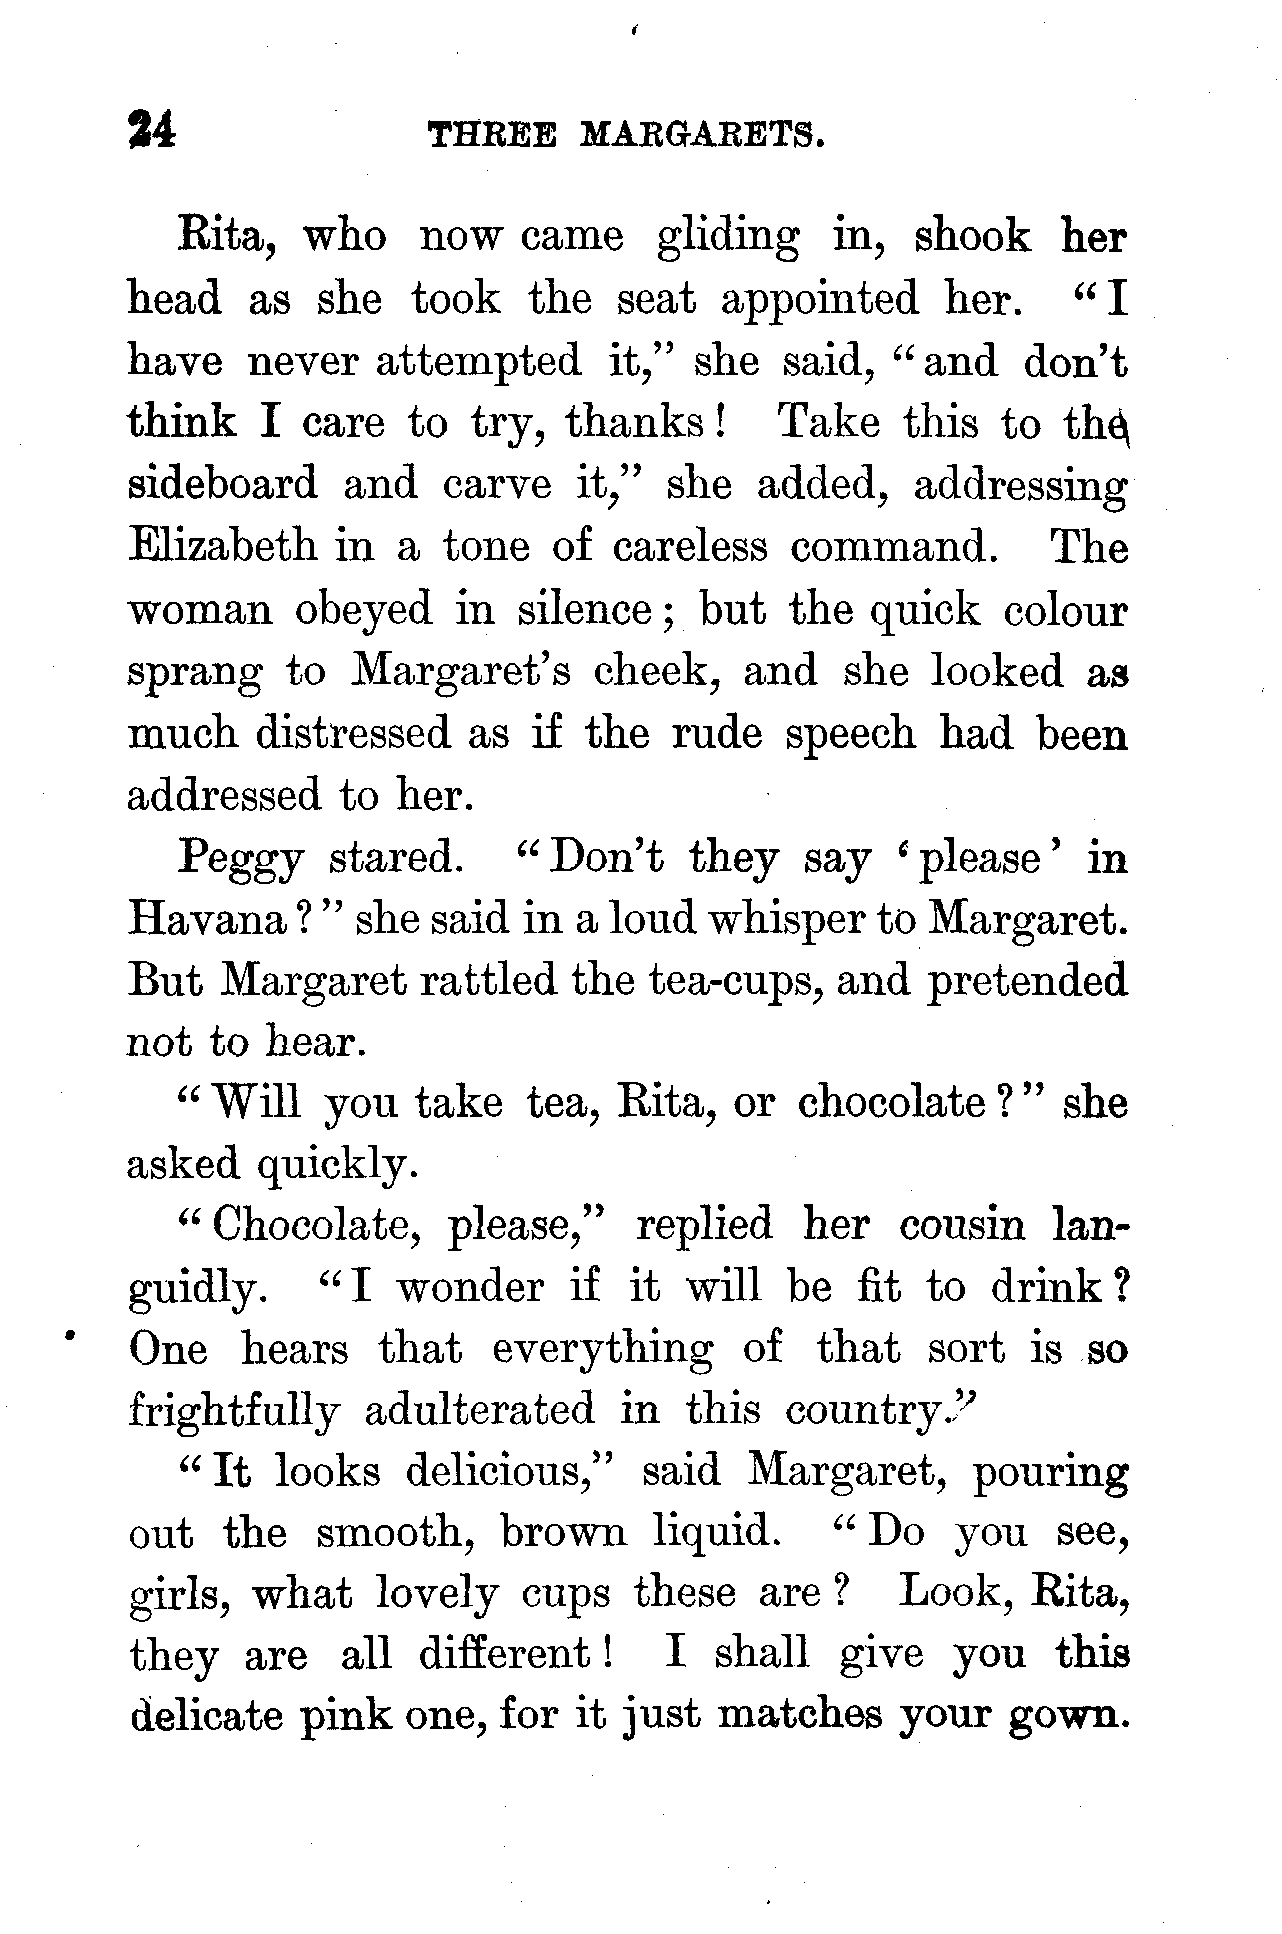 24 THREE MARGARETS.
Rita, who now came gliding in, shook her
head as she took the seat appointed her. “ I
have never attempted it,” she said, “ and don’t
think I care to try, thanks ! Take this to the
sideboard and carve it,” she added, addressing
Elizabeth in a tone of careless command. The
woman obeyed in silence ; but the quick colour
sprang to Margaret’s cheek, and she looked as
much distressed as if the rude speech had been
addressed to her.
Peggy stared. “ Don’t they say ‘ please ’ in
Havana ? ” she said in a loud whisper to Margaret.
But Margaret rattled the tea-cups, and pretended
not to hear.
“ Will you take tea, Rita, or chocolate ? ” she
asked quickly.
“ Chocolate, please,” replied her cousin lan-
guidly. “ I wonder if it will be fit to drink ?
One hears that everything of that sort is so
frightfully adulterated in this country.”
“ It looks delicious,” said Margaret, pouring
out the smooth, brown liquid. “ Do you see,
girls, what lovely cups these are ? Look, Rita,
they are all different ! I shall give you this
delicate pink one, for it just matches your gown.